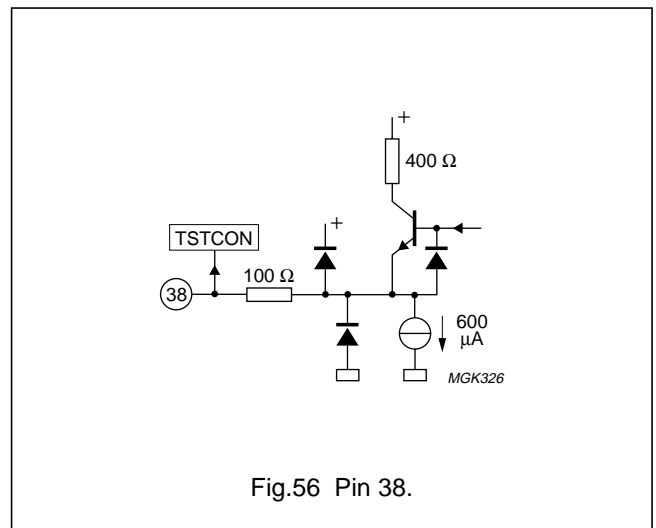 +
400 Ω
TSTCON
+
100 Ω
38
600
μA
MGK326
Fig.56 Pin 38.